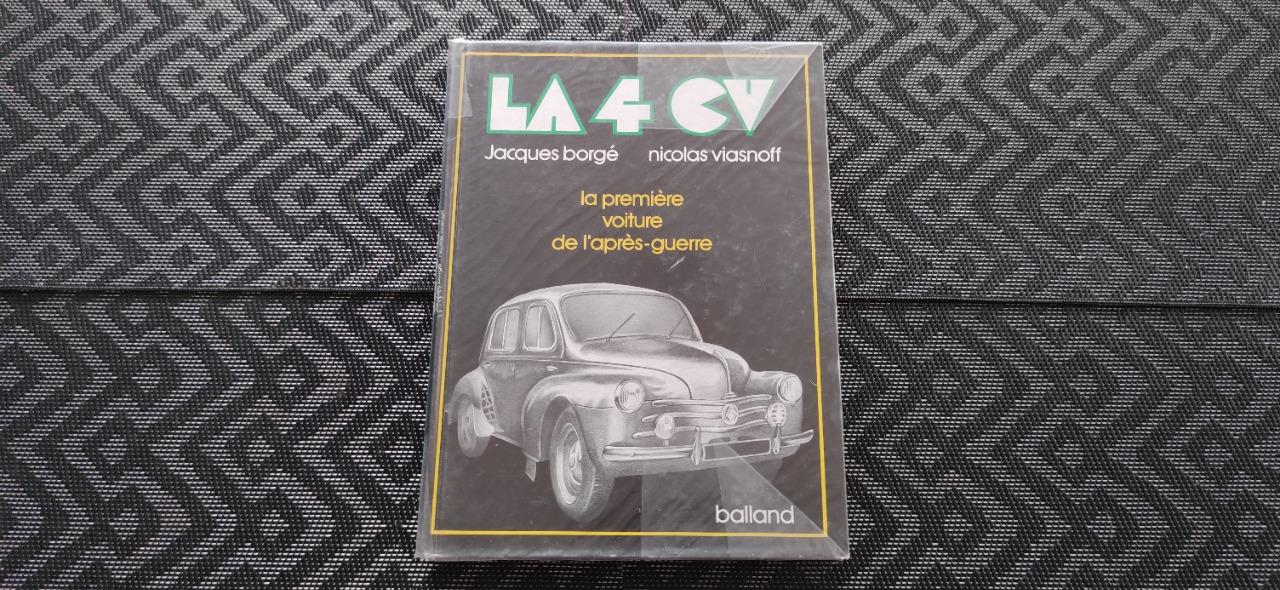 LA 4 CV
Jacques borgé nicolas viasnoff
la première
voiture
de l'après-guerre
balland